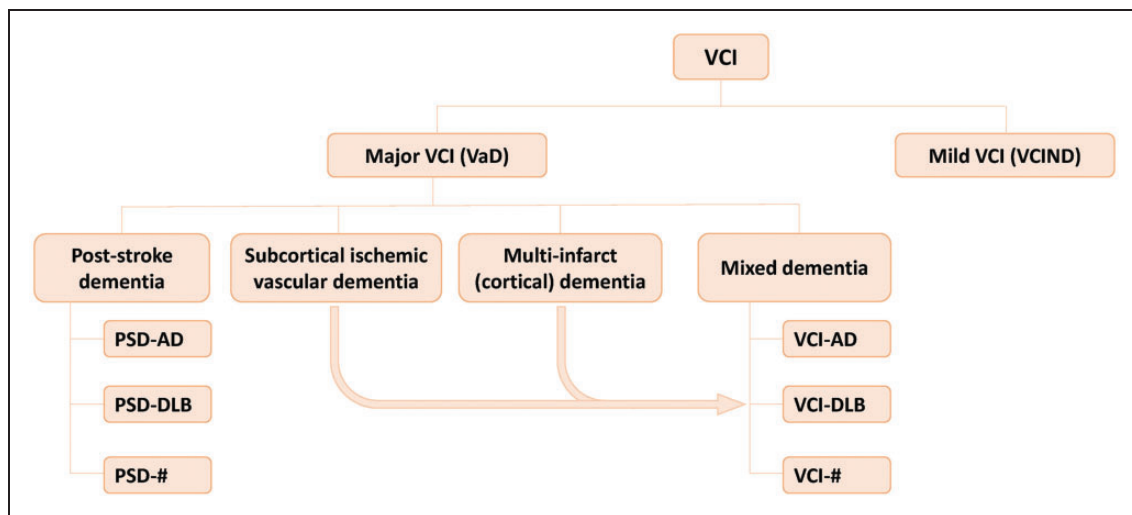 VCI
Major VCI (VaD)
Mild VCI (VCIND)
Post-stroke
dementia
Subcortical ischemic
vascular dementia
Multi-infarct
(cortical) dementia
Mixed dementia
PSD-AD
PSD-DLB
PSD-#
VCI-AD
VCI-DLB
VCI-#